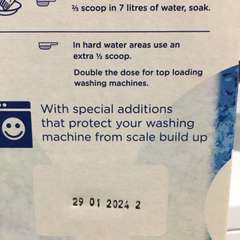 ⅔ scoop in 7 litres of water, soak.
In hard water areas use an
extra ½ scoop.
Double the dose for top loading
washing machines.
With special additions
that protect your washing
machine from scale build up
29 01 2024 2